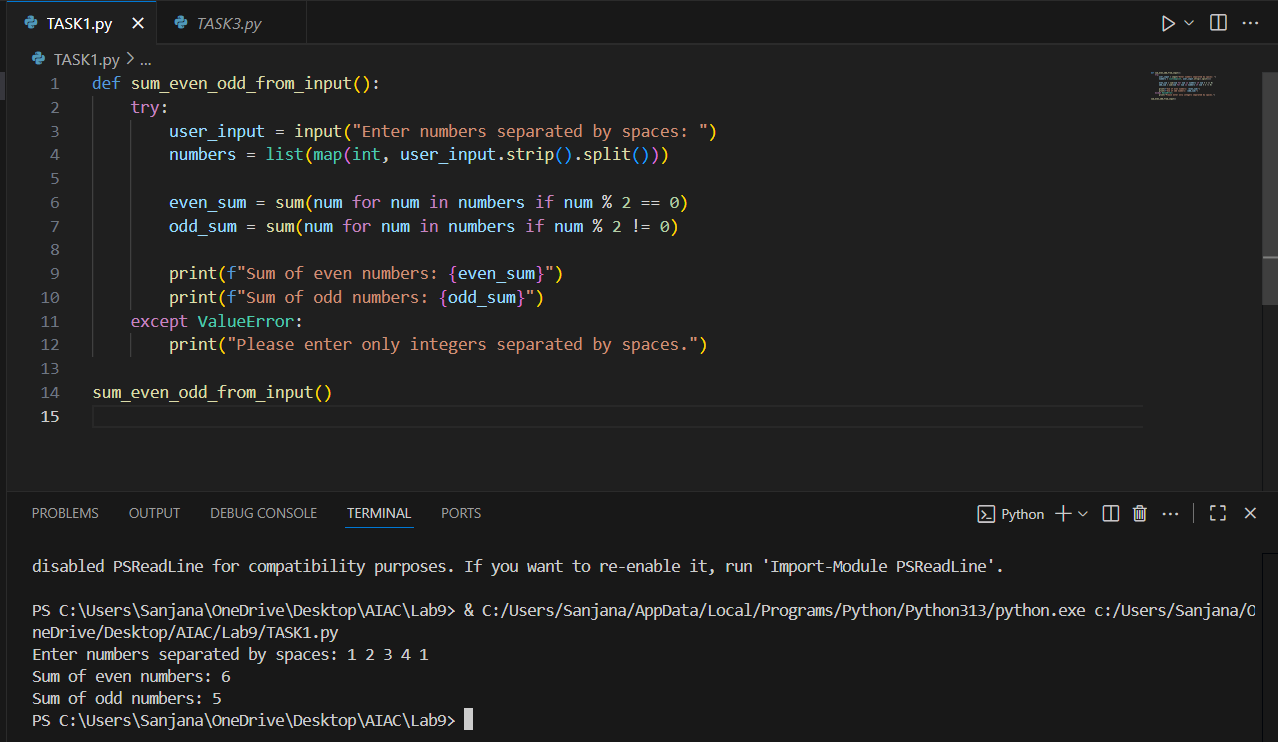 TASK1.py
TASK3.py
TASK1.py > ...
1 def sum_even_odd_from_input():
2     try:
3         user_input = input("Enter numbers separated by spaces: ")
4         numbers = list(map(int, user_input.strip().split()))
5
6         even_sum = sum(num for num in numbers if num % 2 == 0)
7         odd_sum = sum(num for num in numbers if num % 2 != 0)
8
9         print(f"Sum of even numbers: {even_sum}")
10         print(f"Sum of odd numbers: {odd_sum}")
11     except ValueError:
12         print("Please enter only integers separated by spaces.")
13
14 sum_even_odd_from_input()
15
PROBLEMS OUTPUT DEBUG CONSOLE TERMINAL PORTS Python
disabled PSReadLine for compatibility purposes. If you want to re-enable it, run 'Import-Module PSReadLine'.
PS C:\Users\Sanjana\OneDrive\Desktop\AIAC\Lab9> & C:/Users/Sanjana/AppData/Local/Programs/Python/Python313/python.exe c:/Users/Sanjana/O
neDrive/Desktop/AIAC/Lab9/TASK1.py
Enter numbers separated by spaces: 1 2 3 4 1
Sum of even numbers: 6
Sum of odd numbers: 5
PS C:\Users\Sanjana\OneDrive\Desktop\AIAC\Lab9>